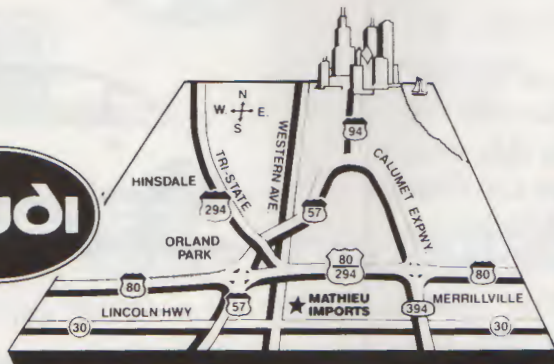 N
W. E.
S
94
WESTERN AVE.
TRI-STATE
CALUMET EXPWY.
HINSDALE
294
57
ORLAND
PARK
80
294
80
80
57
★ MATHIEU
IMPORTS
394
MERRILLVILLE
LINCOLN HWY
30
30